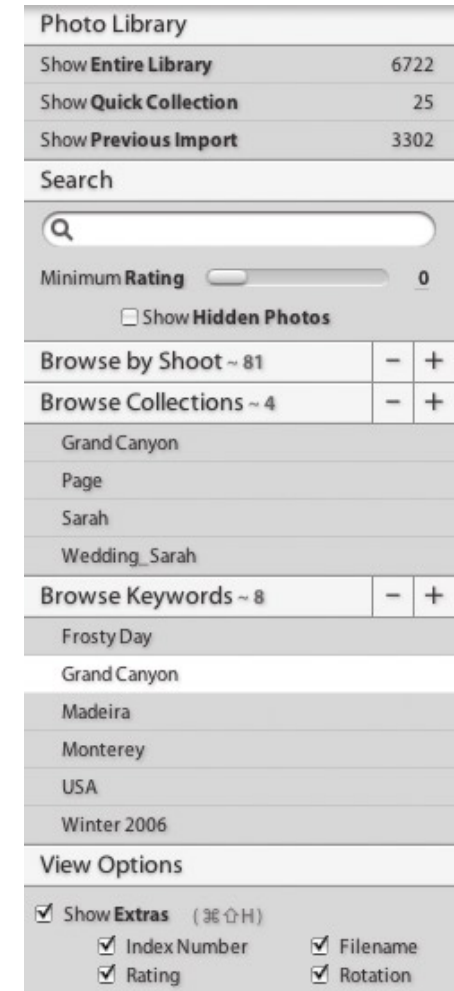 Photo Library
Show Entire Library 6722
Show Quick Collection 25
Show Previous Import 3302
Search
Minimum Rating 0
Show Hidden Photos
Browse by Shoot ~ 81 − +
Browse Collections ~ 4 − +
Grand Canyon
Page
Sarah
Wedding_Sarah
Browse Keywords ~ 8 − +
Frosty Day
Grand Canyon
Madeira
Monterey
USA
Winter 2006
View Options
Show Extras (⌘⇧H)
Index Number Filename
Rating Rotation